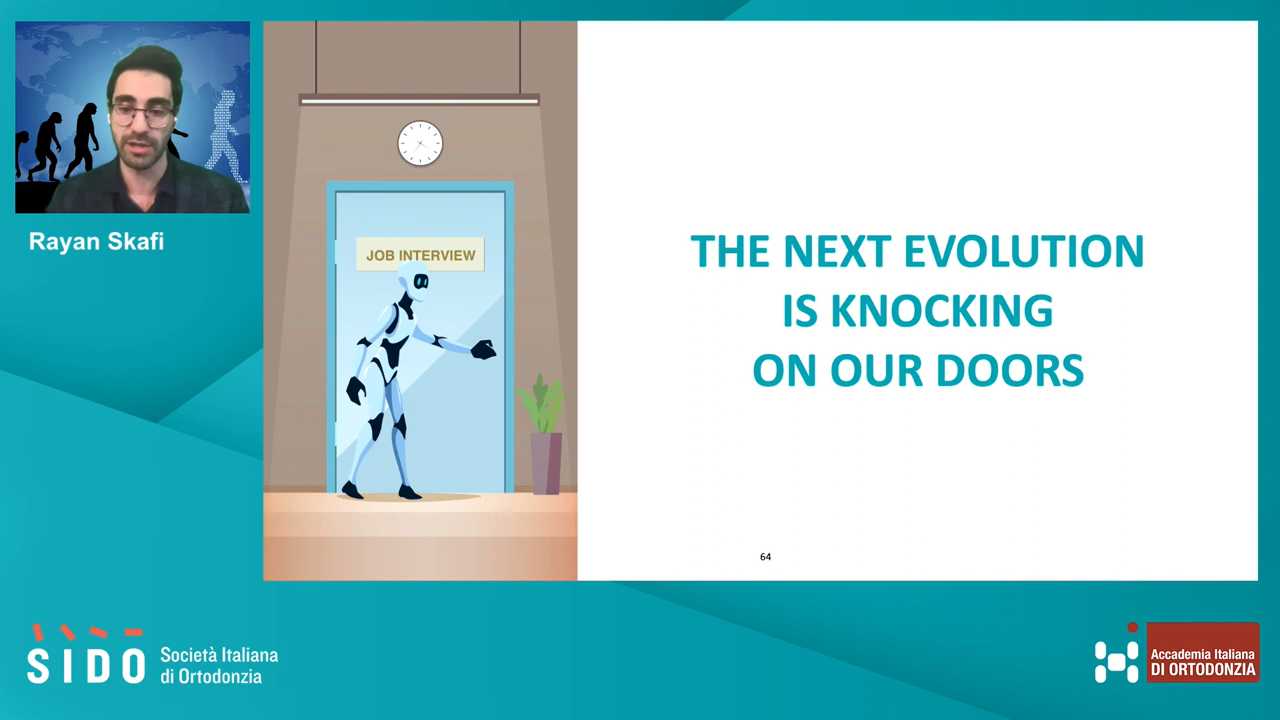 Rayan Skafi
JOB INTERVIEW
THE NEXT EVOLUTION
IS KNOCKING
ON OUR DOORS
64
SIDO
Società Italiana
di Ortodonzia
Accademia Italiana
DI ORTODONZIA